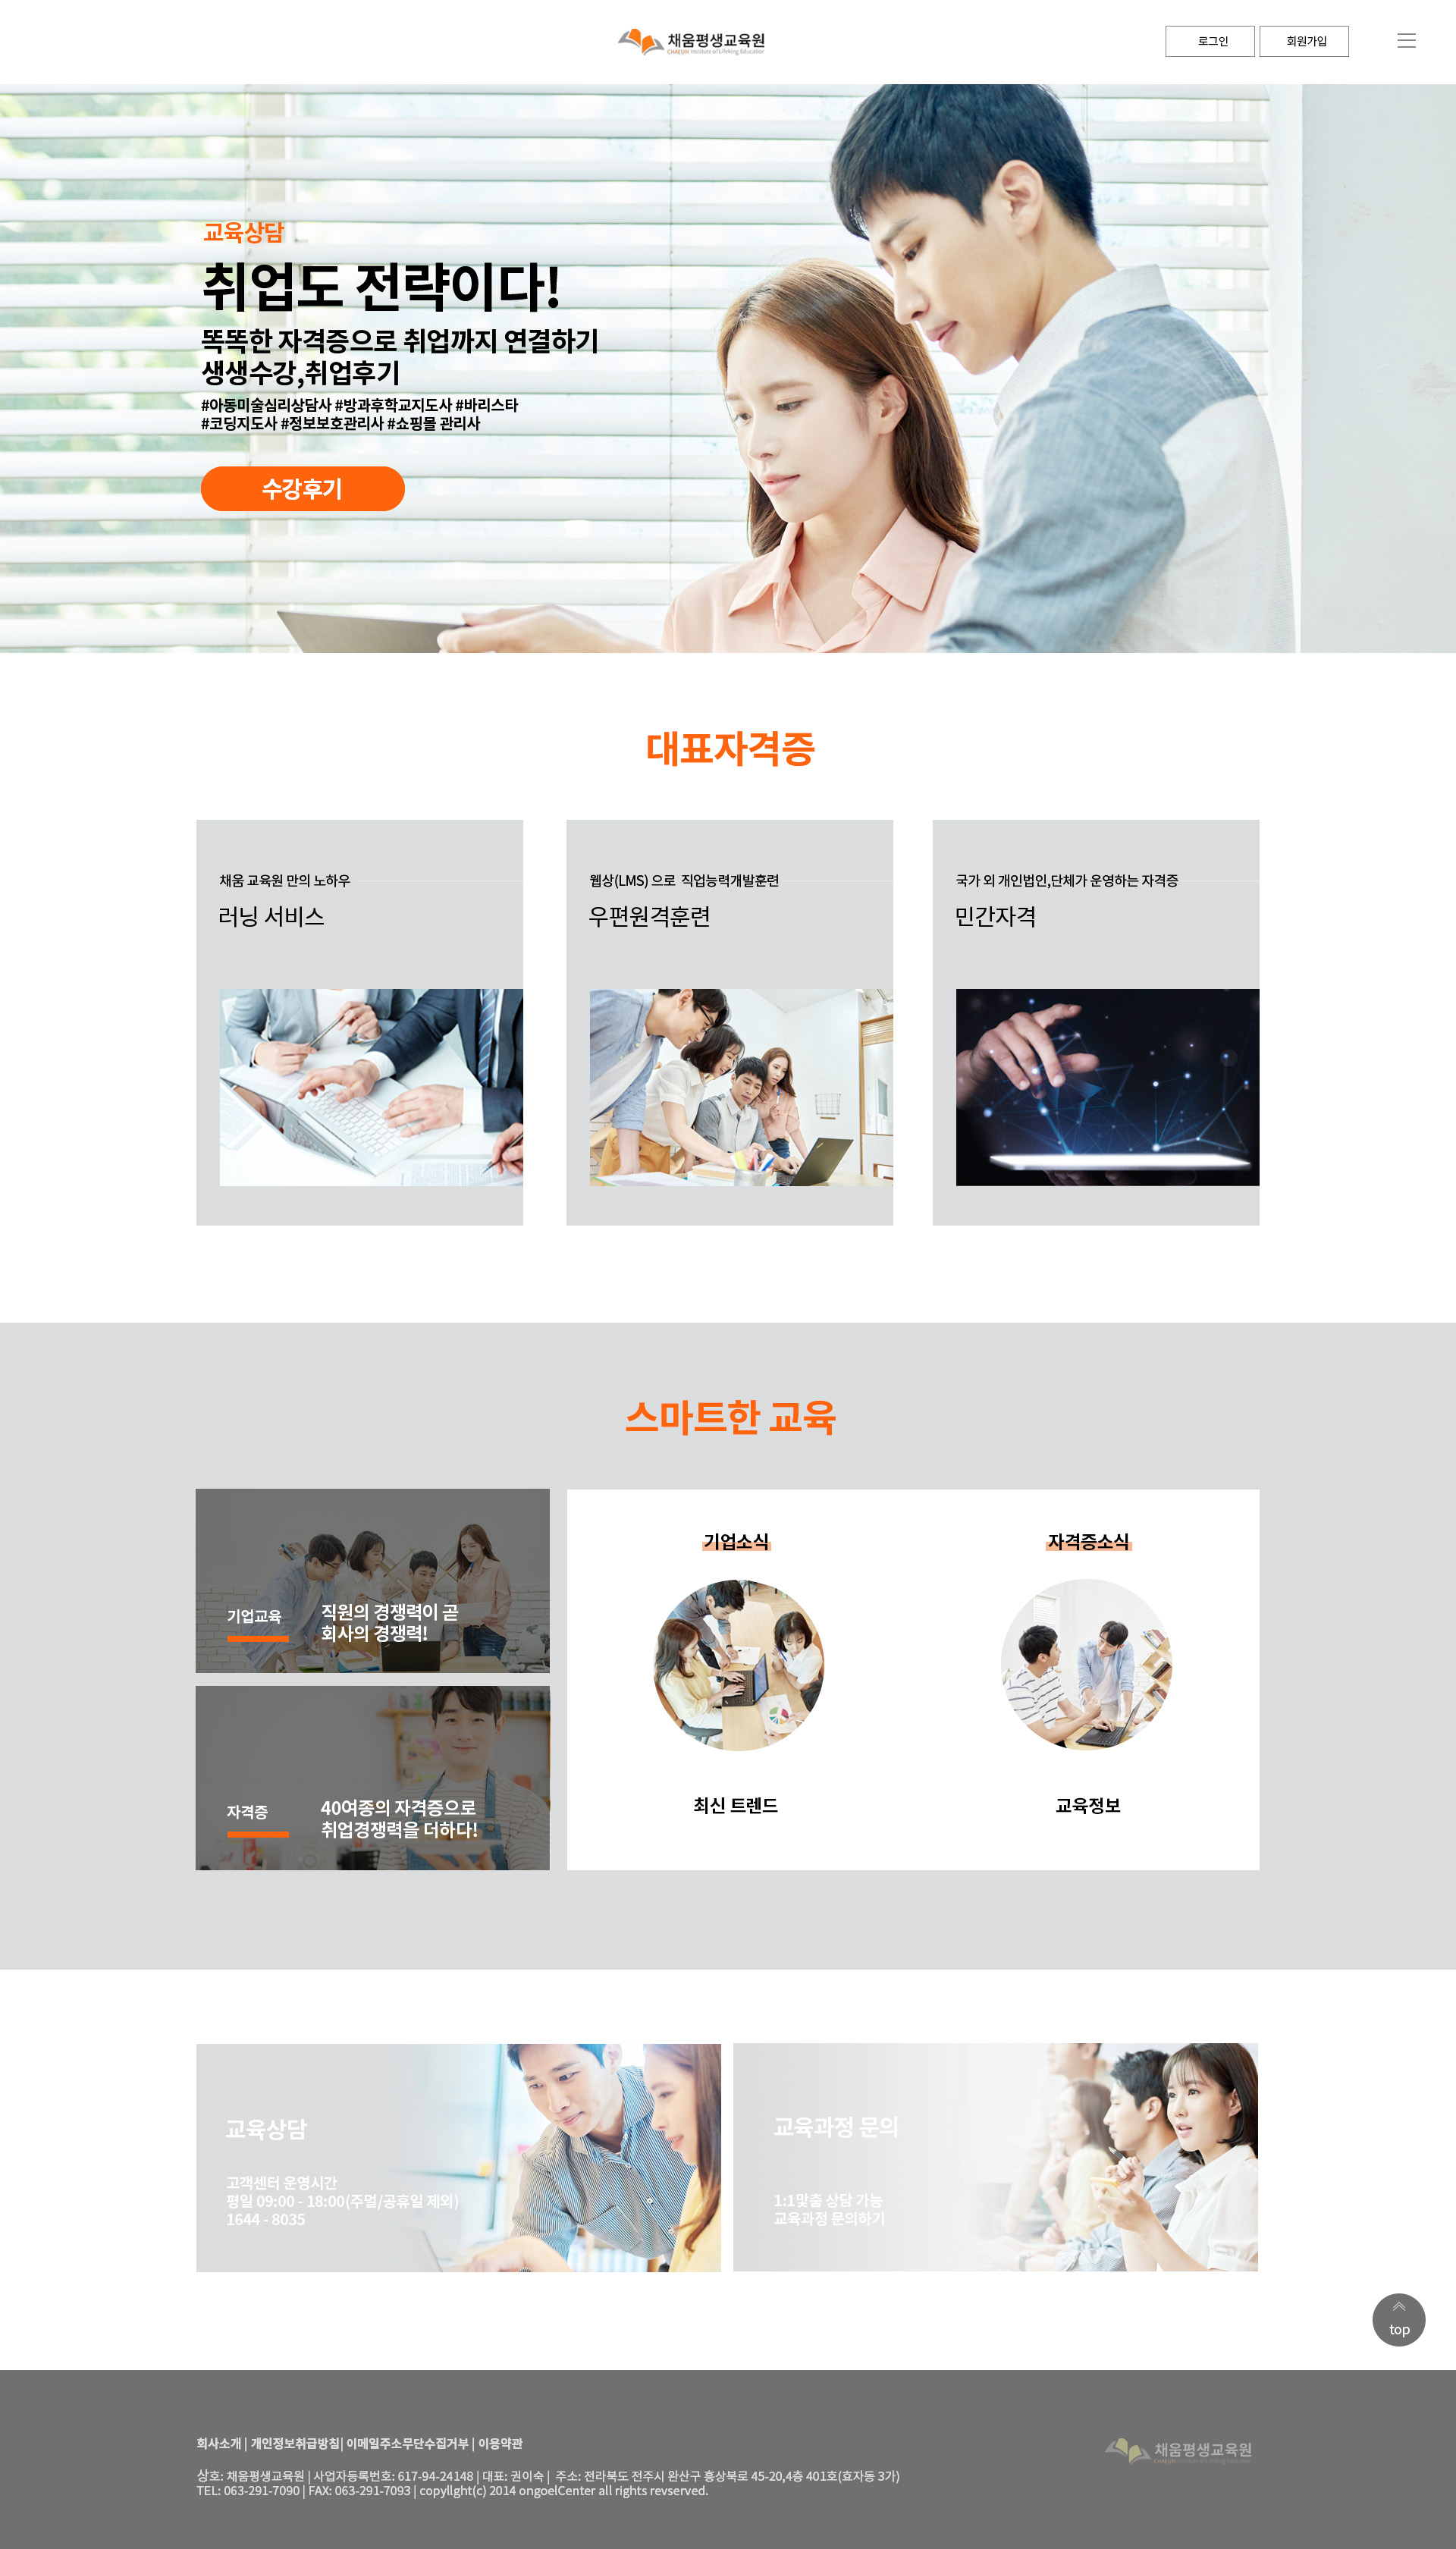 채움평생교육원
CHAEUM Institute of Lifelong Educator
로그인
회원가입
교육상담
취업도 전략이다!
똑똑한 자격증으로 취업까지 연결하기
생생수강,취업후기
#아동미술심리상담사 #방과후학교지도사 #바리스타
#코딩지도사 #정보보호관리사 #쇼핑몰 관리사
수강후기
대표자격증
채움 교육원 만의 노하우
러닝 서비스
웹상(LMS) 으로 직업능력개발훈련
우편원격훈련
국가 외 개인법인,단체가 운영하는 자격증
민간자격
스마트한 교육
기업교육
직원의 경쟁력이 곧
회사의 경쟁력!
자격증
40여종의 자격증으로
취업경쟁력을 더하다!
기업소식
최신 트렌드
자격증소식
교육정보
교육상담
고객센터 운영시간
평일 09:00 - 18:00(주멀/공휴일 제외)
1644 - 8035
교육과정 문의
1:1맞춤 상담 가능
교육과정 문의하기
top
회사소개 | 개인정보취급방침| 이메일주소무단수집거부 | 이용약관
상호: 채움평생교육원 | 사업자등록번호: 617-94-24148 | 대표: 권이숙 | 주소: 전라북도 전주시 완산구 홍상북로 45-20,4층 401호(효자동 3가)
TEL: 063-291-7090 | FAX: 063-291-7093 | copyllght(c) 2014 ongoelCenter all rights revserved.
채움평생교육원